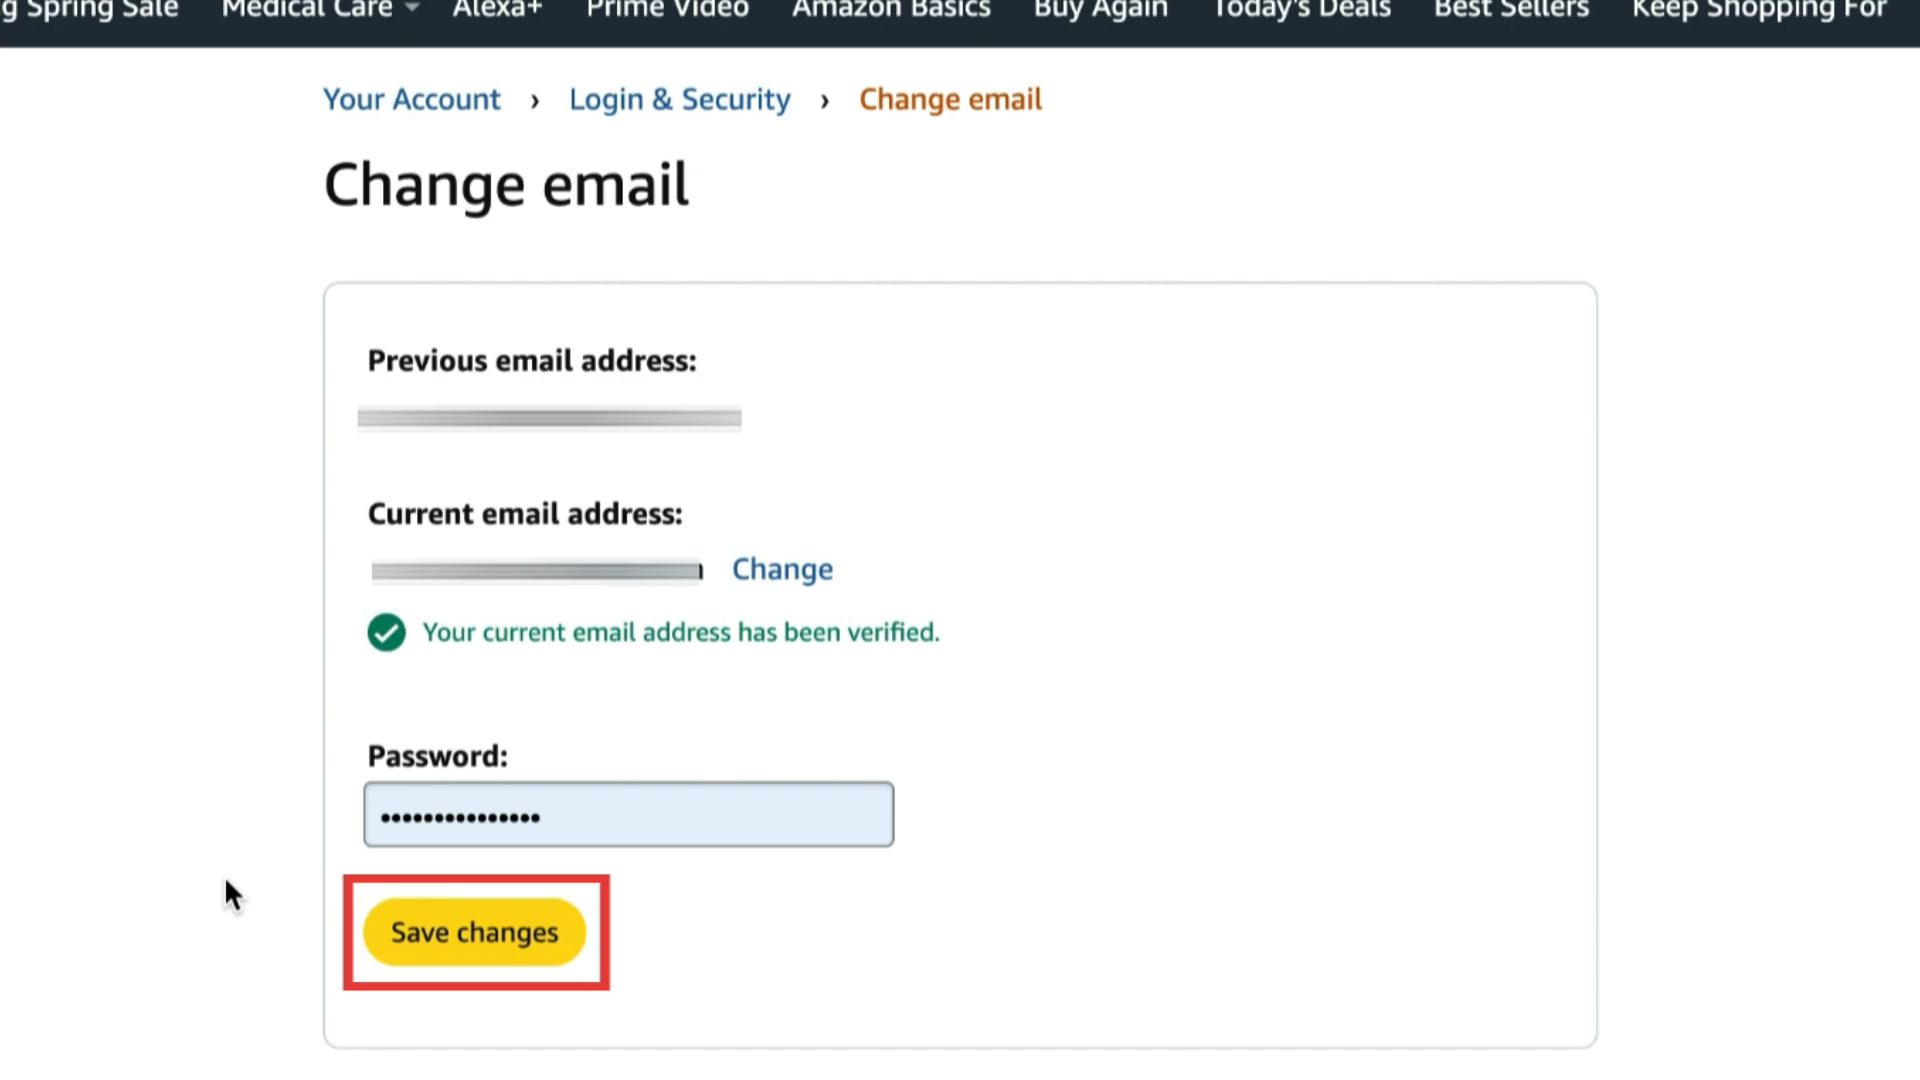 g Spring Sale Medical Care Alexa+ Prime Video Amazon Basics Buy Again Today's Deals Best Sellers Keep Shopping For
Your Account › Login & Security › Change email
Change email
Previous email address:
Current email address:
Change
Your current email address has been verified.
Password:
•••••••••••••••
Save changes